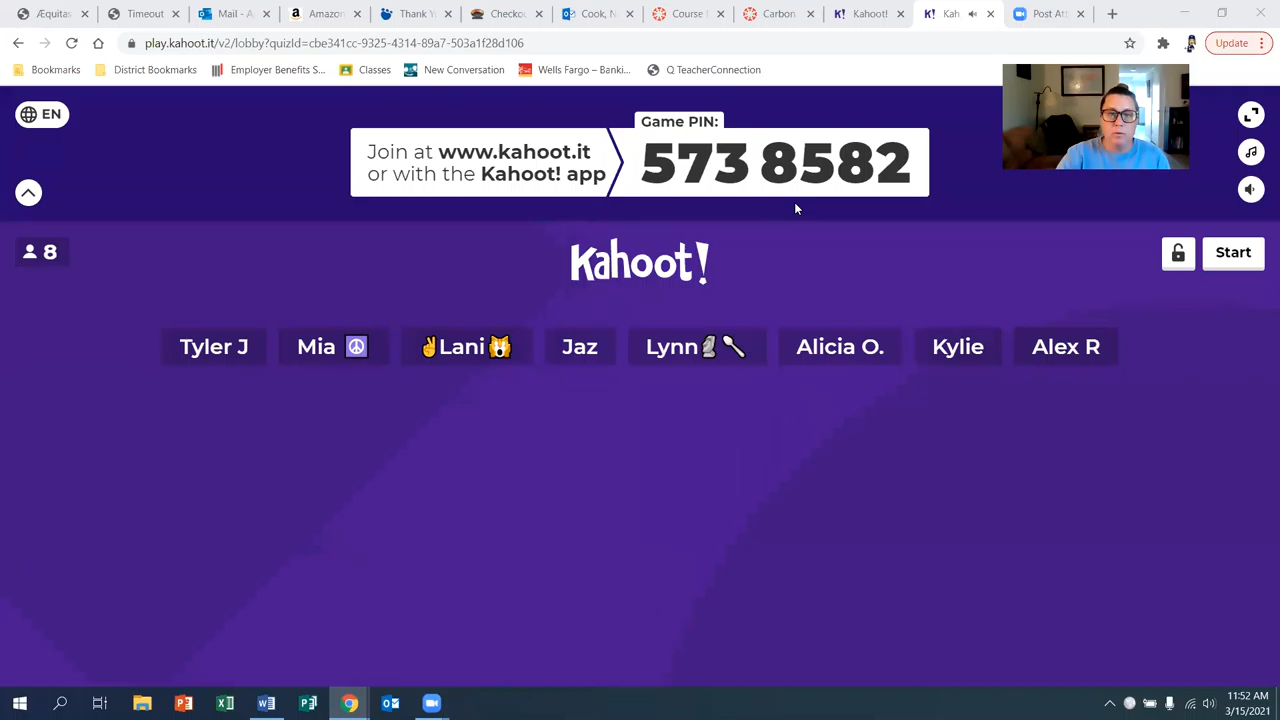 Æquitas
Timeout
Mail - A
Amazon
Thank Y
Checkou
Cook, N
Course
Carbon
Kahoot!
Kah
Post Att
play.kahoot.it/v2/lobby?quizId=cbe341cc-9325-4314-89a7-503a1f28d106
Update
Bookmarks
District Bookmarks
Employer Benefits S...
Classes
New Conversation
Wells Fargo – Banki...
Q TeacherConnection
EN
Join at www.kahoot.it
or with the Kahoot! app
Game PIN:
573 8582
8
Kahoot!
Start
Tyler J
Mia ☮
✌Lani🙀
Jaz
Lynn🗿🥄
Alicia O.
Kylie
Alex R
11:52 AM
3/15/2021